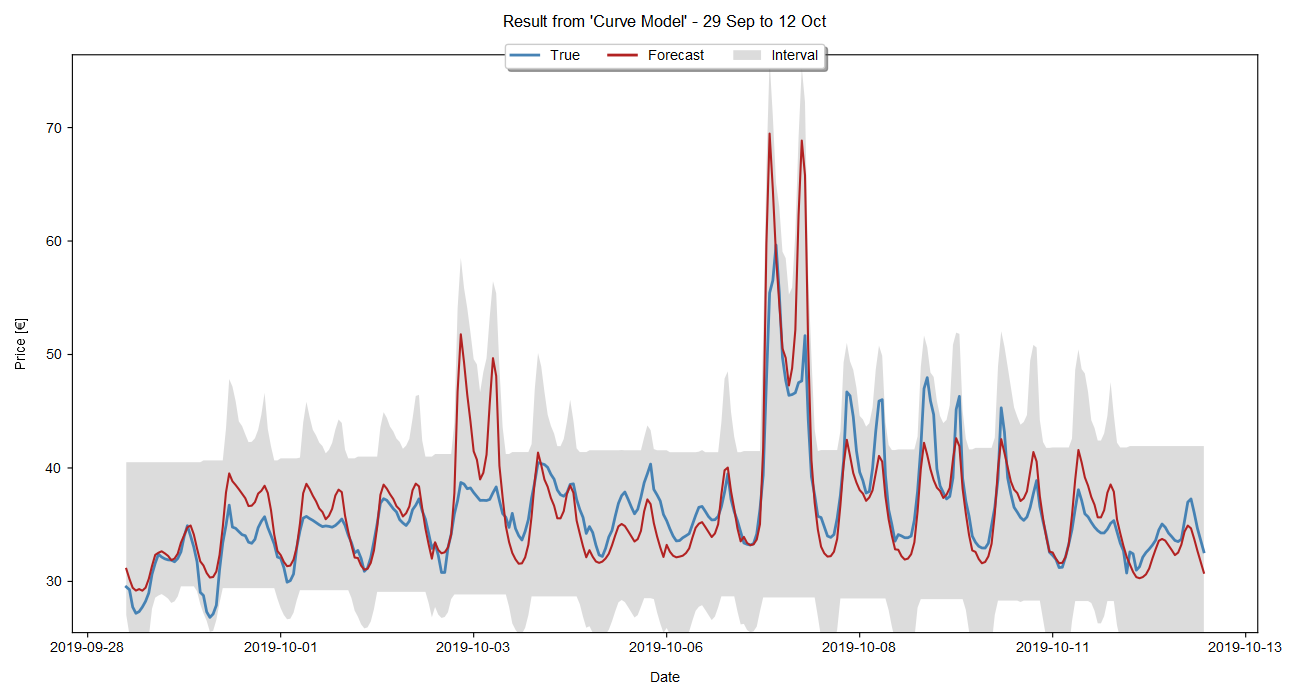 Result from 'Curve Model' - 29 Sep to 12 Oct
True Forecast Interval
70
60
50
40
30
Price [€]
2019-09-28 2019-10-01 2019-10-03 2019-10-06 2019-10-08 2019-10-11 2019-10-13
Date